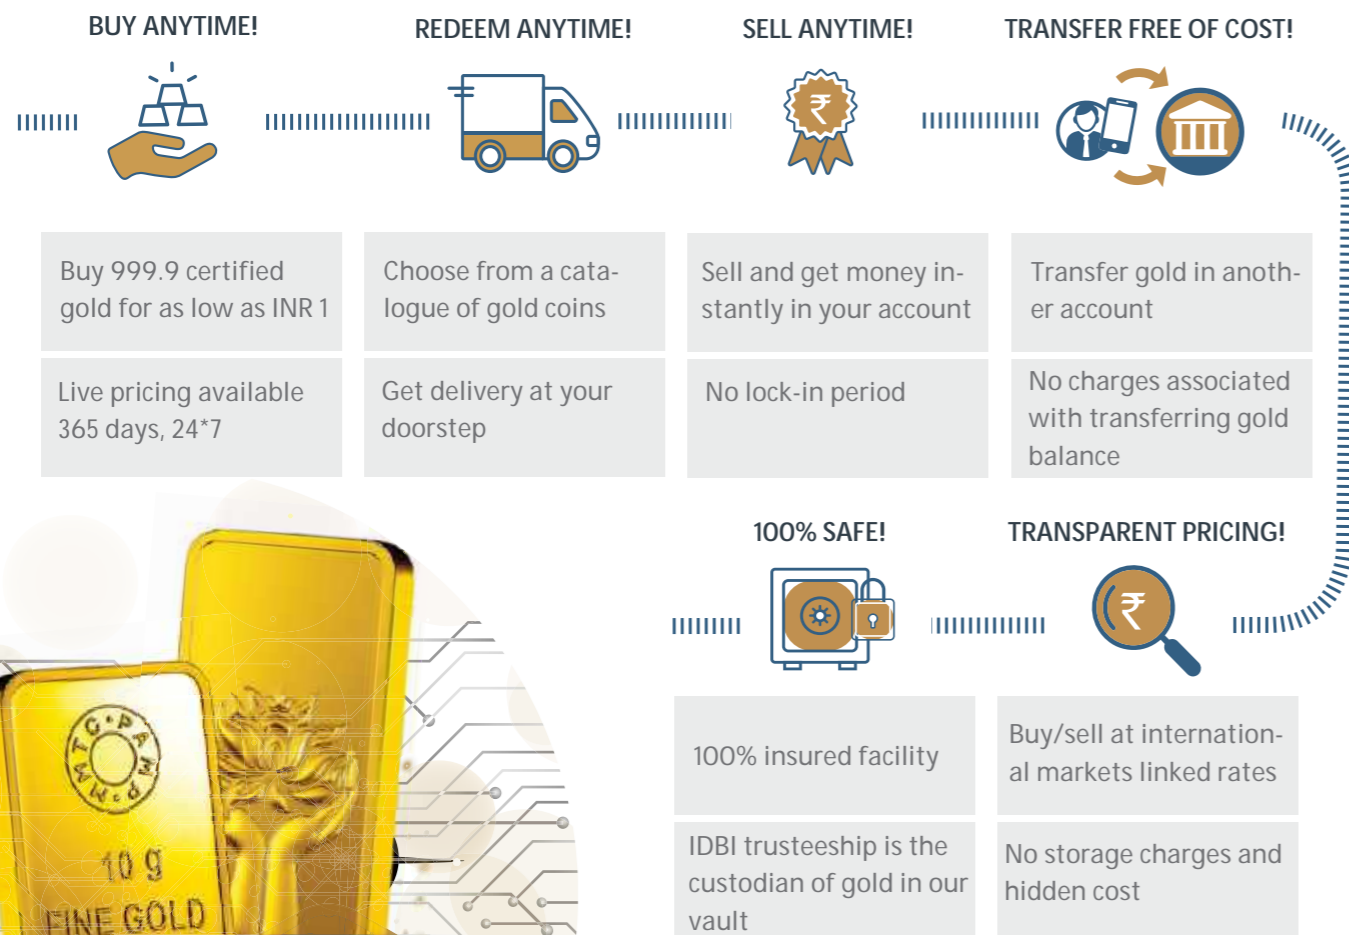 BUY ANYTIME!
REDEEM ANYTIME!
SELL ANYTIME!
TRANSFER FREE OF COST!
₹
Buy 999.9 certified
gold for as low as INR 1
Choose from a cata-
logue of gold coins
Sell and get money in-
stantly in your account
Transfer gold in anoth-
er account
Live pricing available
365 days, 24*7
Get delivery at your
doorstep
No lock-in period
No charges associated
with transferring gold
balance
100% SAFE!
TRANSPARENT PRICING!
₹
100% insured facility
Buy/sell at internation-
al markets linked rates
IDBI trusteeship is the
custodian of gold in our
vault
No storage charges and
hidden cost
MMTC·PAMP
10 g
FINE GOLD